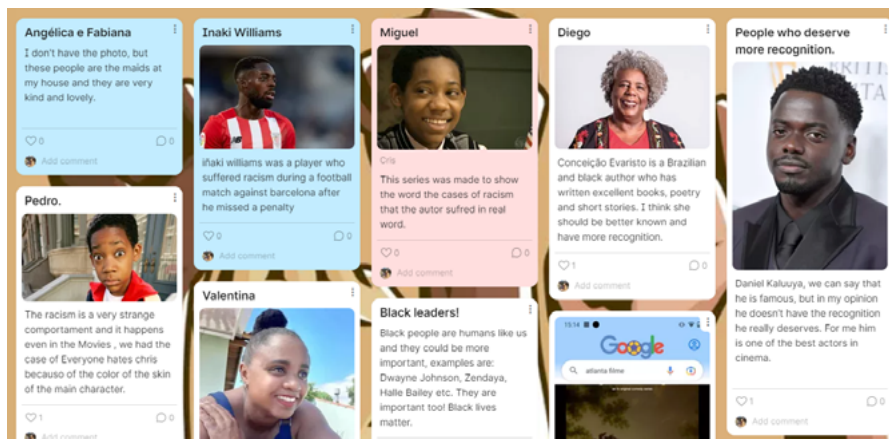 Angélica e Fabiana
I don't have the photo, but
these people are the maids at
my house and they are very
kind and lovely.
0
0
Add comment
Pedro.
The racism is a very strange
comportament and it happens
even in the Movies , we had the
case of Everyone hates chris
becauso of the color of the skin
of the main character.
1
0
Add comment
Inaki Williams
iñaki williams was a player who
suffered racism during a football
match against barcelona after
he missed a penalty
0
0
Add comment
Valentina
Miguel
Cris
This series was made to show
the word the cases of racism
that the autor sufred in real
word.
0
0
Add comment
Black leaders!
Black people are humans like us
and they could be more
important, examples are:
Dwayne Johnson, Zendaya,
Halle Bailey etc. They are
important too! Black lives
matter.
Diego
Conceição Evaristo is a Brazilian
and black author who has
written excellent books, poetry
and short stories. I think she
should be better known and
have more recognition.
1
0
Add comment
15:14
Google
atlanta filme
People who deserve
more recognition.
Daniel Kaluuya, we can say that
he is famous, but in my opinion
he doesn't have the recognition
he really deserves. For me him
is one of the best actors in
cinema.
1
0
Add comment